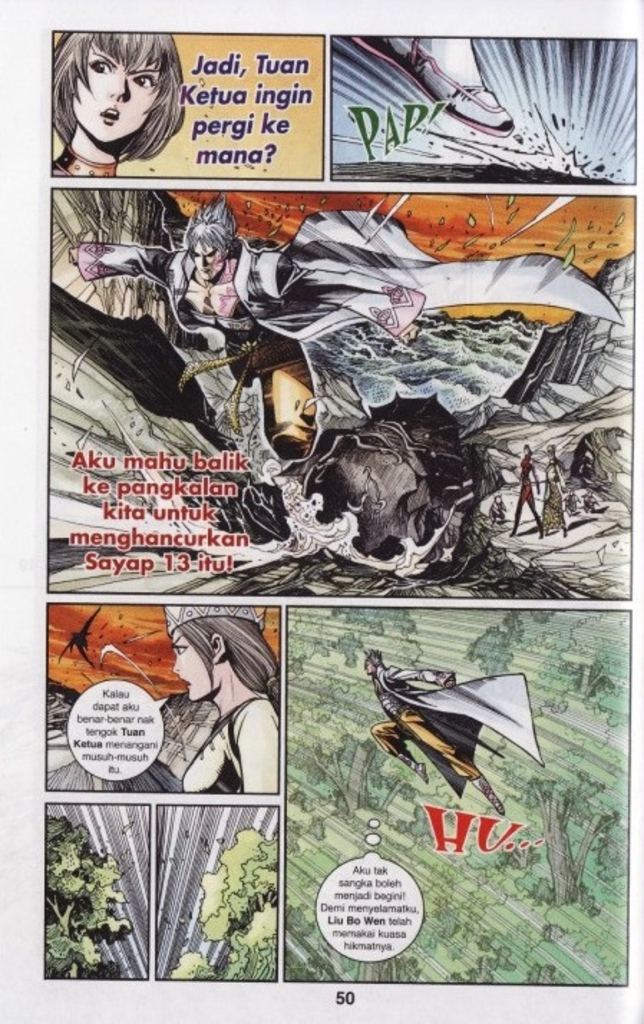 Jadi, Tuan
Ketua ingin
pergi ke
mana?
PAP!
Aku mahu balik
ke pangkalan
kita untuk
menghancurkan
Sayap 13 itu!
Kalau
dapat aku
benar-benar nak
tengok Tuan
Ketua menangani
musuh-musuh
itu.
HU...
Aku tak
sangka boleh
menjadi begini!
Demi menyelamatku,
Liu Bo Wen telah
memakai kuasa
hikmatnya.
50